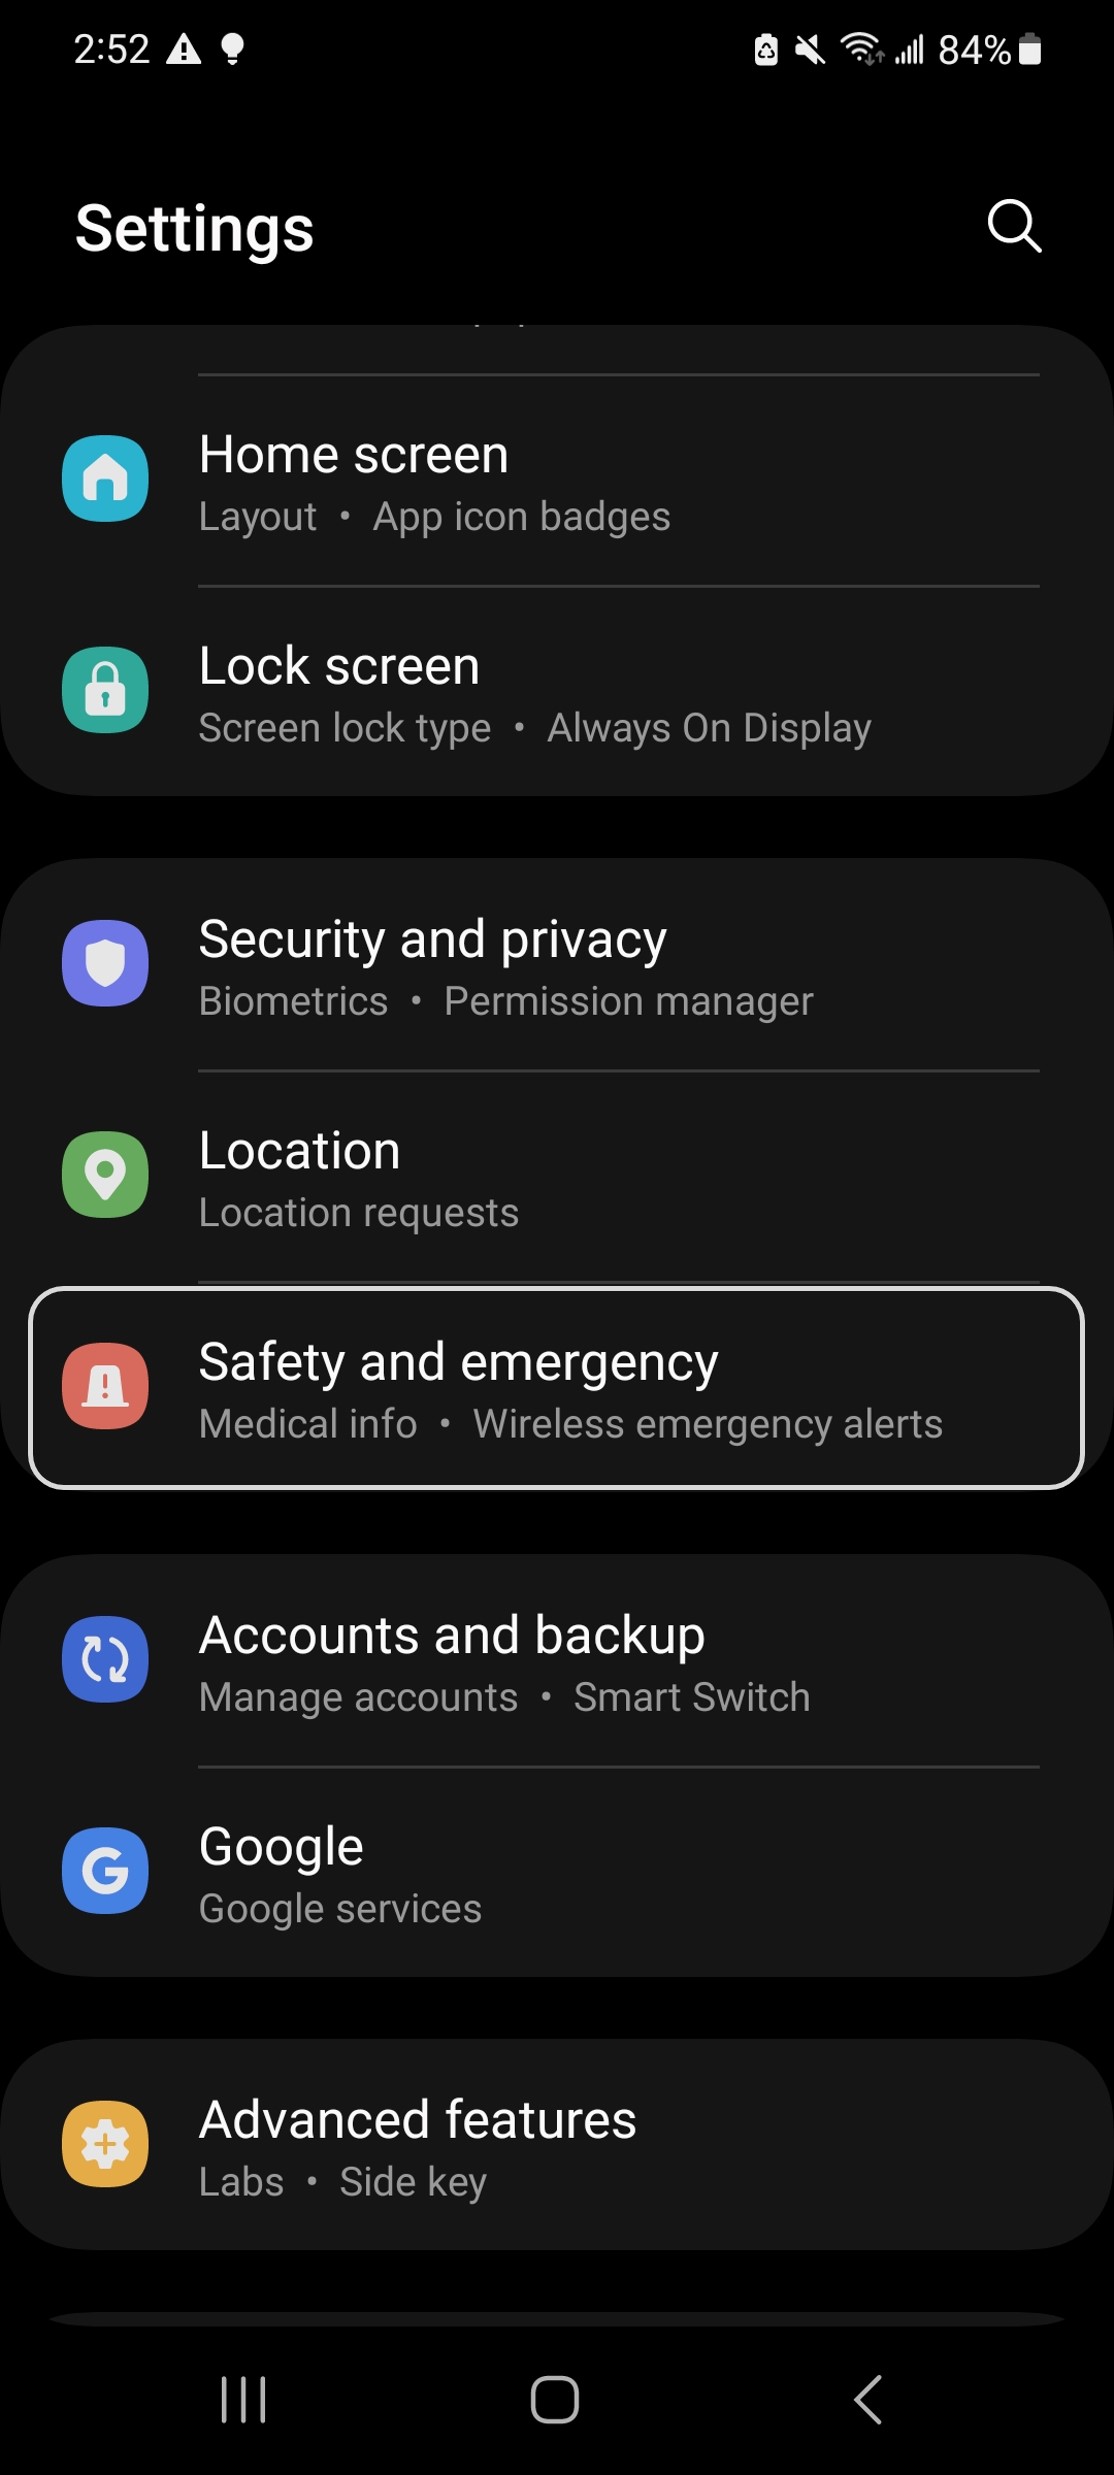 2:52 84%
Settings
Home screen
Layout • App icon badges
Lock screen
Screen lock type • Always On Display
Security and privacy
Biometrics • Permission manager
Location
Location requests
Safety and emergency
Medical info • Wireless emergency alerts
Accounts and backup
Manage accounts • Smart Switch
Google
Google services
Advanced features
Labs • Side key